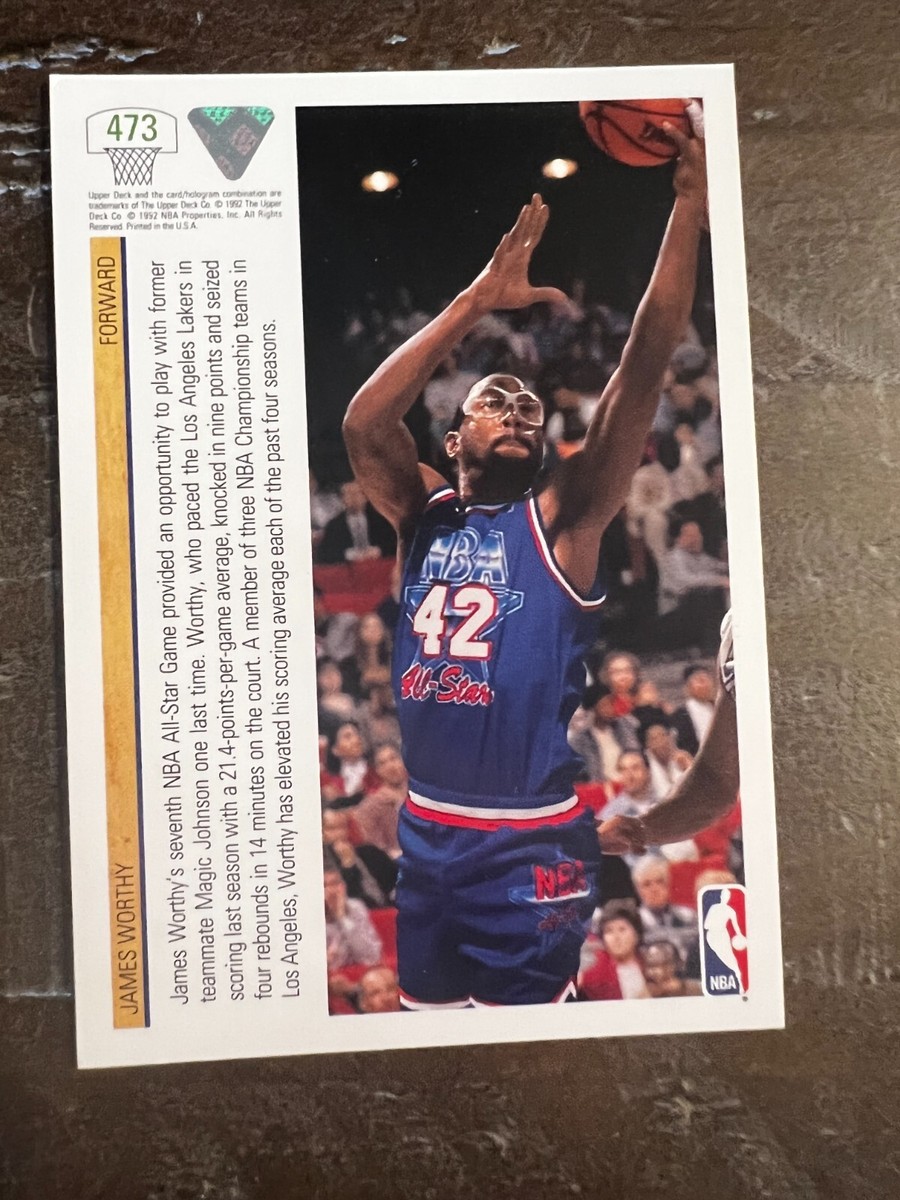 473
Upper Deck and the card/hologram combination are
trademarks of The Upper Deck Co. © 1992 The Upper
Deck Co. © 1992 NBA Properties, Inc. All Rights
Reserved. Printed in the U.S.A.
JAMES WORTHY FORWARD
James Worthy's seventh NBA All-Star Game provided an opportunity to play with former
teammate Magic Johnson one last time. Worthy, who paced the Los Angeles Lakers in
scoring last season with a 21.4-points-per-game average, knocked in nine points and seized
four rebounds in 14 minutes on the court. A member of three NBA Championship teams in
Los Angeles, Worthy has elevated his scoring average each of the past four seasons.
NBA
42
All-Star
NBA
NBA